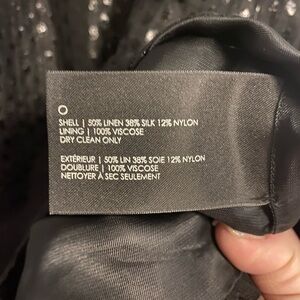 O
SHELL | 50% LINEN 38% SILK 12% NYLON
LINING | 100% VISCOSE
DRY CLEAN ONLY
EXTÉRIEUR | 50% LIN 38% SOIE 12% NYLON
DOUBLURE | 100% VISCOSE
NETTOYER À SEC SEULEMENT